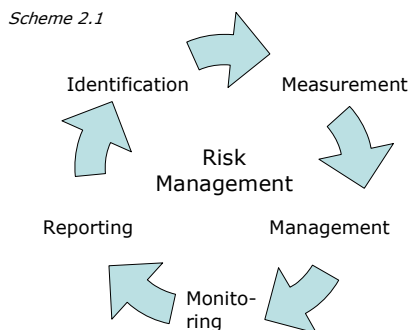 Scheme 2.1
Identification
Measurement
Risk
Management
Reporting
Management
Monito-
ring